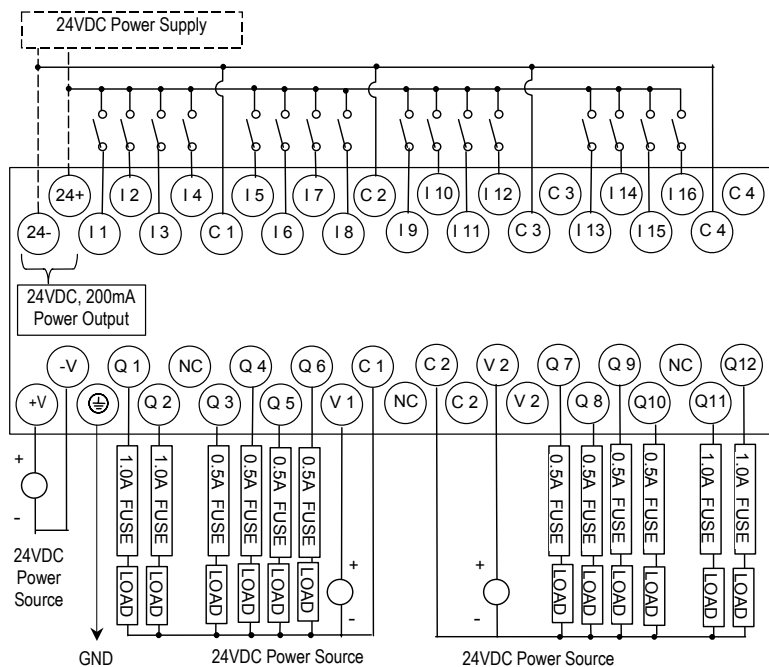 24VDC Power Supply
24+ I 2 I 4 I 5 I 7 C 2 I 10 I 12 C 3 I 14 I 16 C 4
24- I 1 I 3 C 1 I 6 I 8 I 9 I 11 C 3 I 13 I 15 C 4
24VDC, 200mA
Power Output
-V Q 1 NC Q 4 Q 6 C 1 C 2 V 2 Q 7 Q 9 NC Q12
+V Q 2 Q 3 Q 5 V 1 NC C 2 V 2 Q 8 Q10 Q11
1.0A FUSE
1.0A FUSE
0.5A FUSE
0.5A FUSE
0.5A FUSE
0.5A FUSE
0.5A FUSE
0.5A FUSE
0.5A FUSE
0.5A FUSE
1.0A FUSE
1.0A FUSE
+
-
24VDC
Power
Source
LOAD
LOAD
LOAD
LOAD
LOAD
LOAD
+
-
+
-
LOAD
LOAD
LOAD
LOAD
LOAD
LOAD
GND
24VDC Power Source
24VDC Power Source